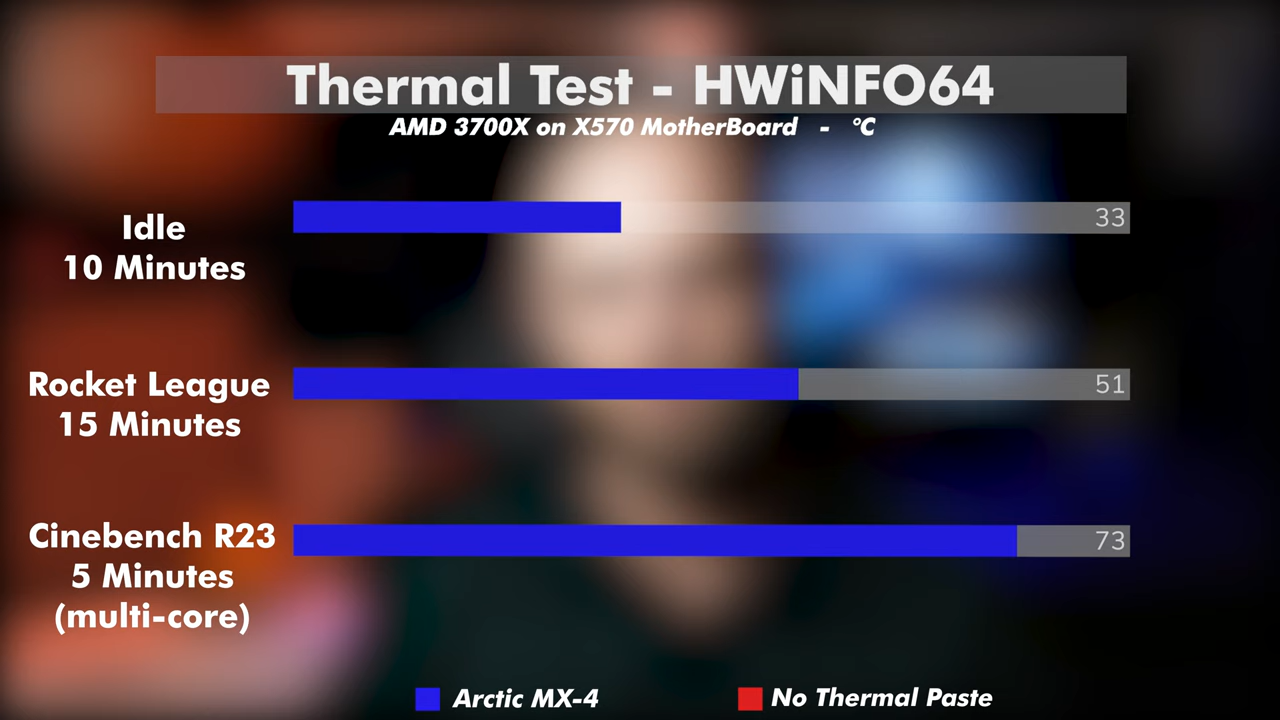 Thermal Test - HWiNFO64
AMD 3700X on X570 MotherBoard - °C
Idle
10 Minutes
33
Rocket League
15 Minutes
51
Cinebench R23
5 Minutes
(multi-core)
73
Arctic MX-4
No Thermal Paste